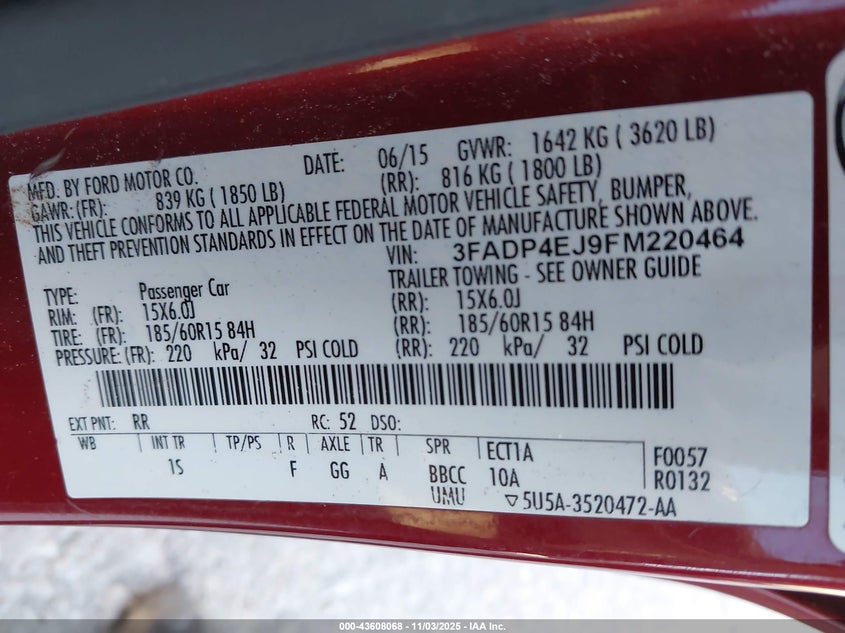 MFD. BY FORD MOTOR CO. DATE: 06/15 GVWR: 1642 KG ( 3620 LB)
GAWR: (FR): 839 KG ( 1850 LB) (RR): 816 KG ( 1800 LB)
THIS VEHICLE CONFORMS TO ALL APPLICABLE FEDERAL MOTOR VEHICLE SAFETY, BUMPER,
AND THEFT PREVENTION STANDARDS IN EFFECT ON THE DATE OF MANUFACTURE SHOWN ABOVE.
VIN: 3FADP4EJ9FM220464
TYPE: Passenger Car TRAILER TOWING - SEE OWNER GUIDE
RIM: (FR): 15X6.0J (RR): 15X6.0J
TIRE: (FR): 185/60R15 84H (RR): 185/60R15 84H
PRESSURE: (FR): 220 kPa/ 32 PSI COLD (RR): 220 kPa/ 32 PSI COLD
EXT PNT: RR RC: 52 DSO:
WB INT TR TP/PS R AXLE TR SPR ECT1A F0057
1S F GG A BBCC 10A R0132
UMU ▽5U5A-3520472-AA
000-43608068 - 11/03/2025 - IAA Inc.